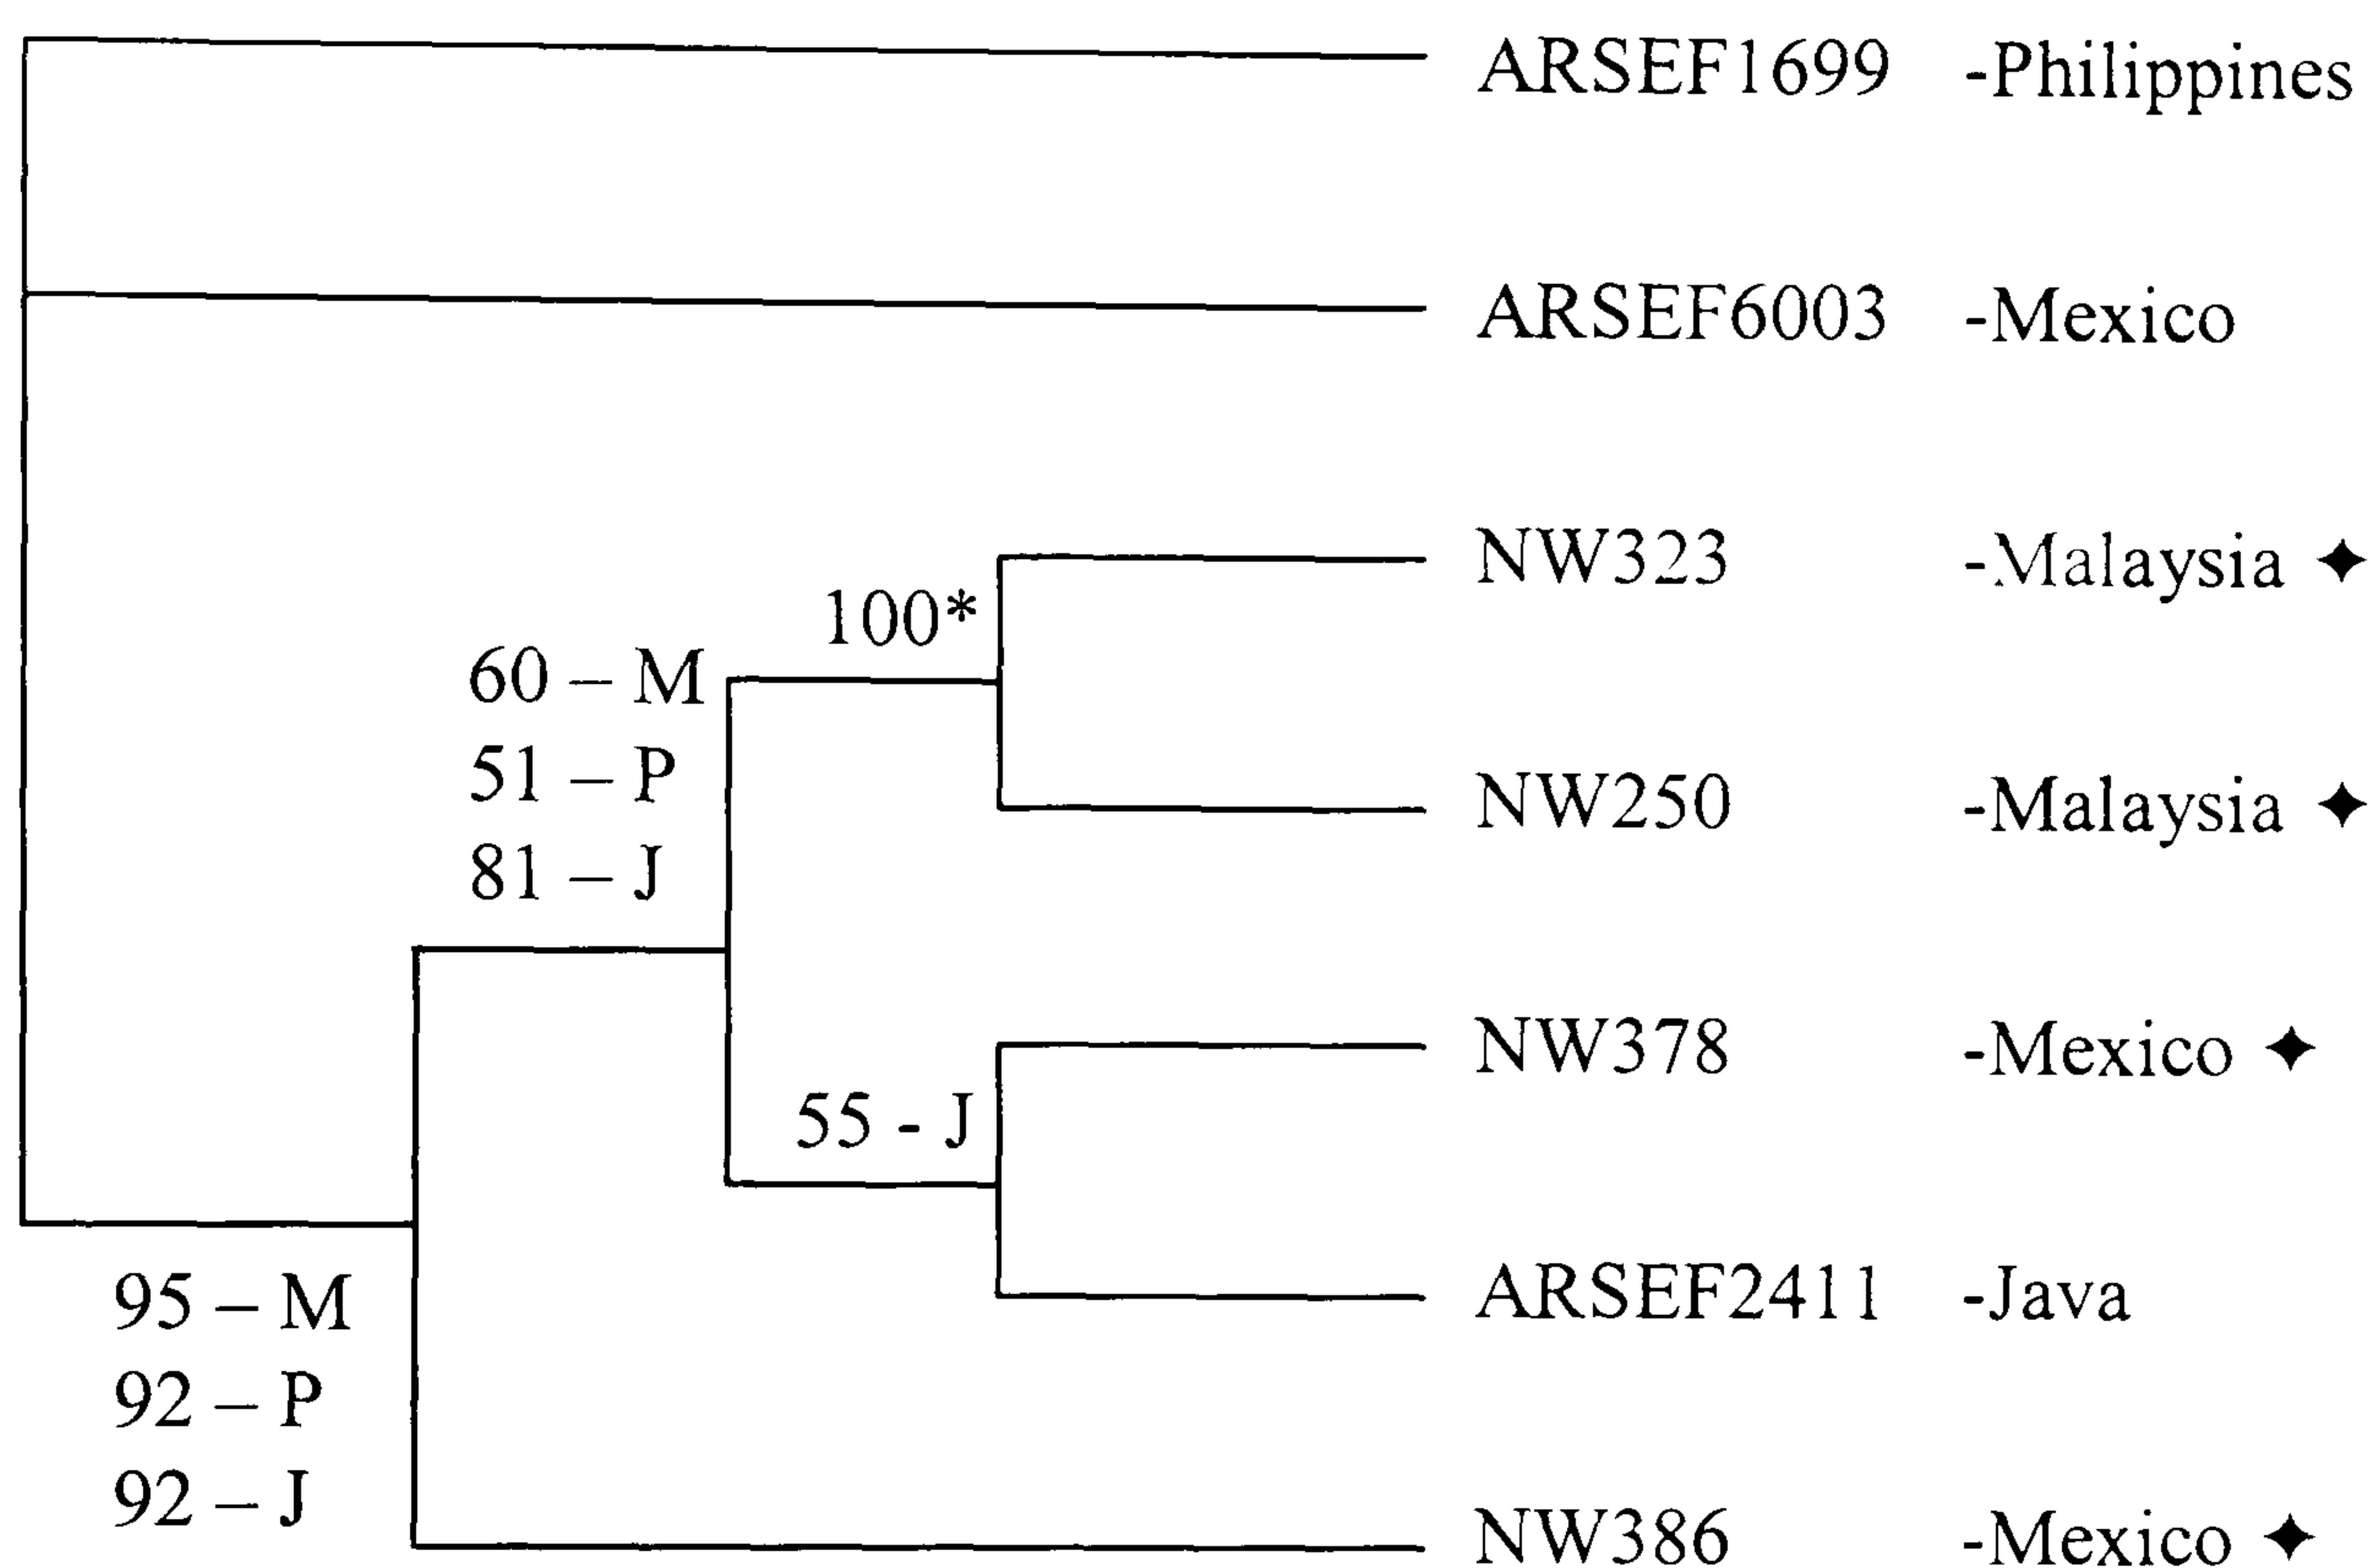 ARSEF1699 -Philippines
ARSEF6003 -Mexico
NW323 -Malaysia ✦
100*
60 – M
51 – P
81 – J
NW250 -Malaysia ✦
NW378 -Mexico ✦
55 - J
ARSEF2411 -Java
95 – M
92 – P
92 – J
NW386 -Mexico ✦